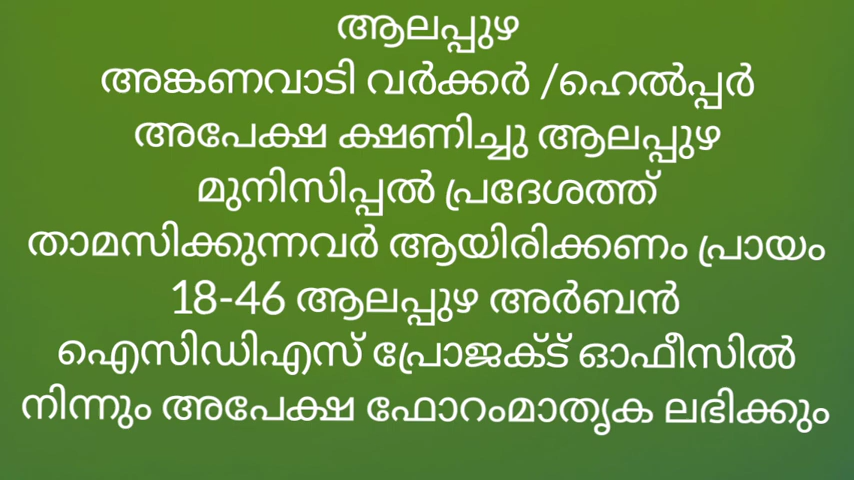 ആലപ്പുഴ
അങ്കണവാടി വർക്കർ /ഹെൽപ്പർ
അപേക്ഷ ക്ഷണിച്ചു ആലപ്പുഴ
മുനിസിപ്പൽ പ്രദേശത്ത്
താമസിക്കുന്നവർ ആയിരിക്കണം പ്രായം
18-46 ആലപ്പുഴ അർബൻ
ഐസിഡിഎസ് പ്രോജക്ട് ഓഫീസിൽ
നിന്നും അപേക്ഷ ഫോറംമാതൃക ലഭിക്കും